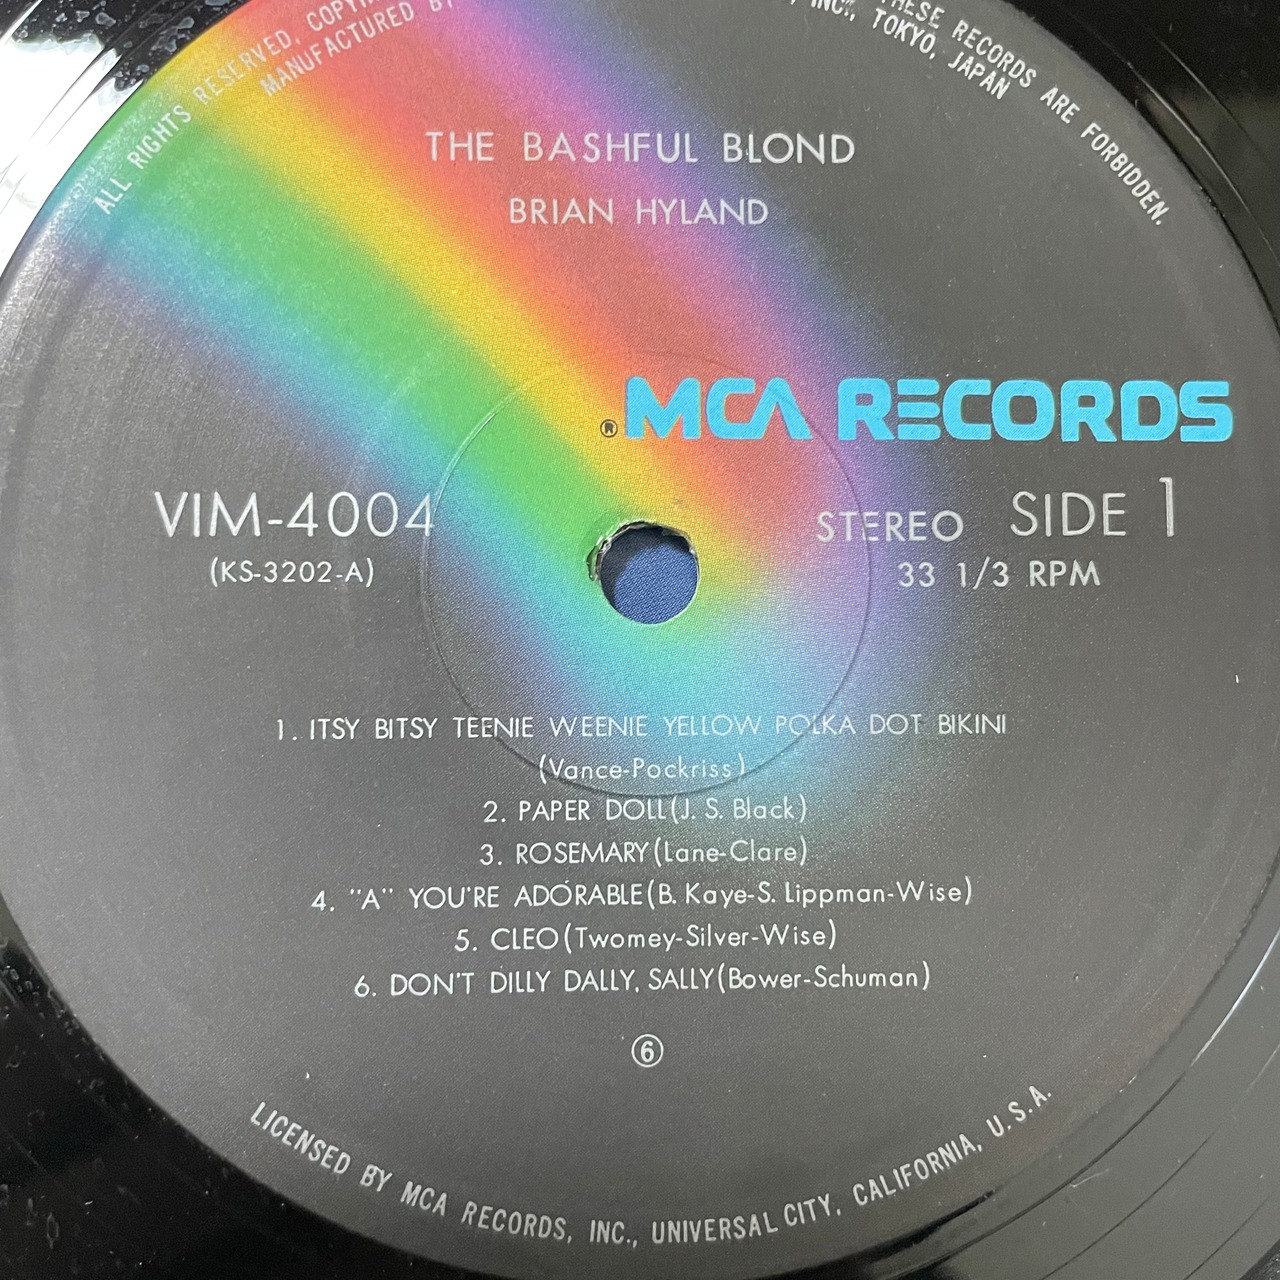 ALL RIGHTS RESERVED, 
MANUFACTURED BY
THESE RECORDS ARE FORBIDDEN.
INC., TOKYO, JAPAN
THE BASHFUL BLOND
BRIAN HYLAND
®MCA RECORDS
VIM-4004
(KS-3202-A)
STEREO SIDE 1
33 1/3 RPM
1. ITSY BITSY TEENIE WEENIE YELLOW POLKA DOT BIKINI
(Vance-Pockriss)
2. PAPER DOLL(J. S. Black)
3. ROSEMARY(Lane-Clare)
4. "A" YOU'RE ADORABLE(B. Kaye-S. Lippman-Wise)
5. CLEO(Twomey-Silver-Wise)
6. DON'T DILLY DALLY, SALLY(Bower-Schuman)
⑥
LICENSED BY MCA RECORDS, INC., UNIVERSAL CITY, CALIFORNIA, U.S.A.